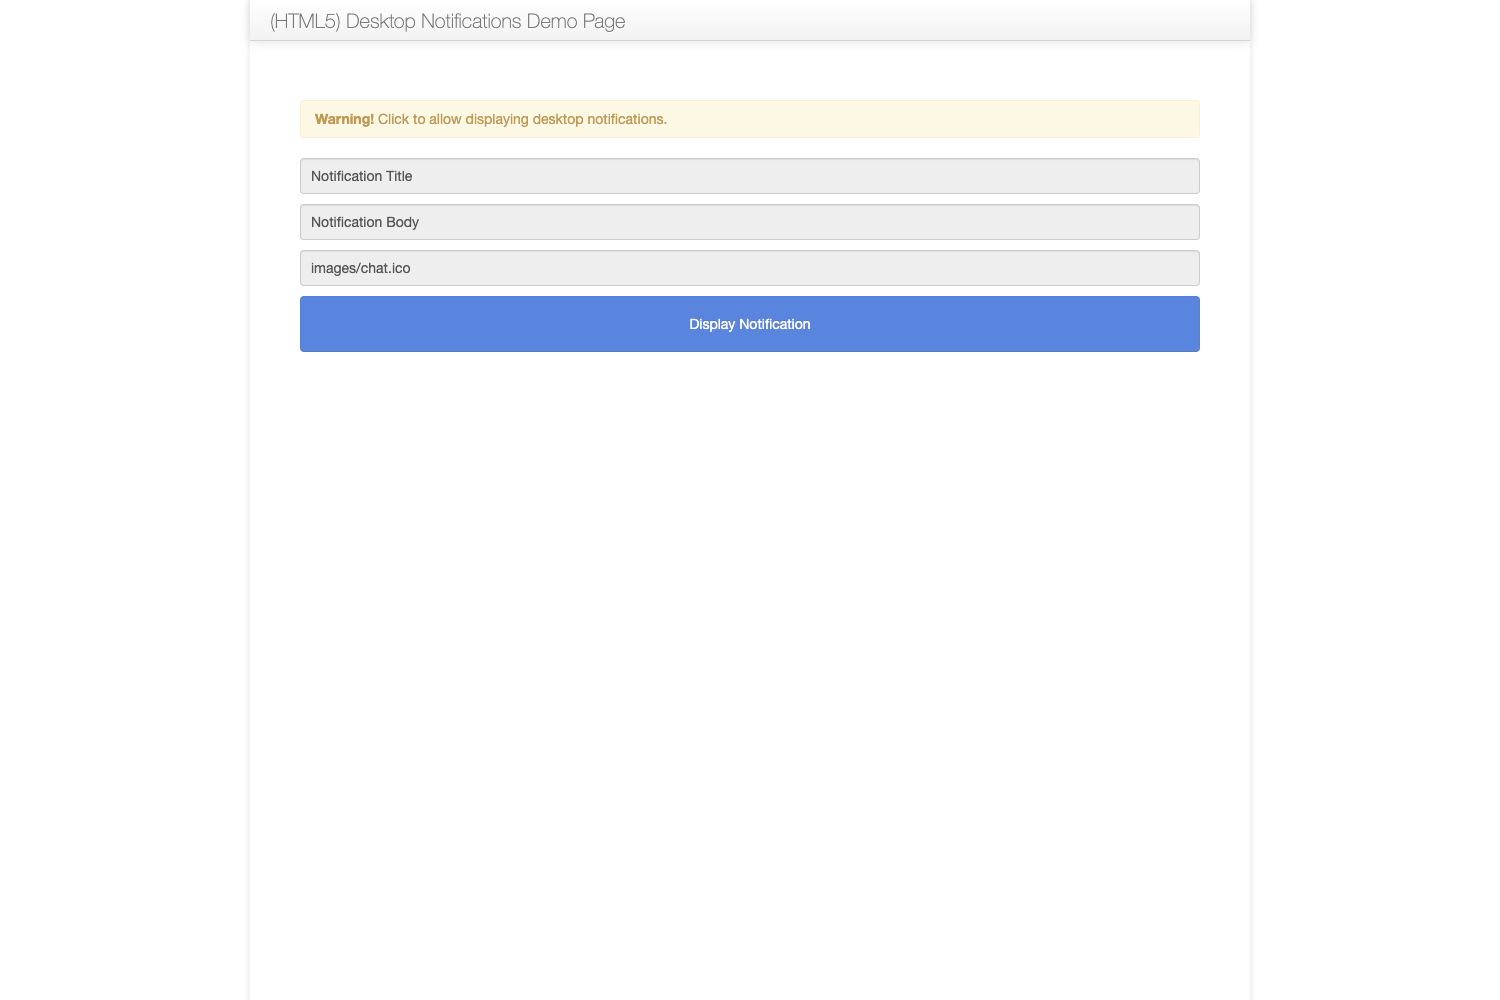 (HTML5) Desktop Notifications Demo Page
Warning! Click to allow displaying desktop notifications.
Notification Title
Notification Body
images/chat.ico
Display Notification